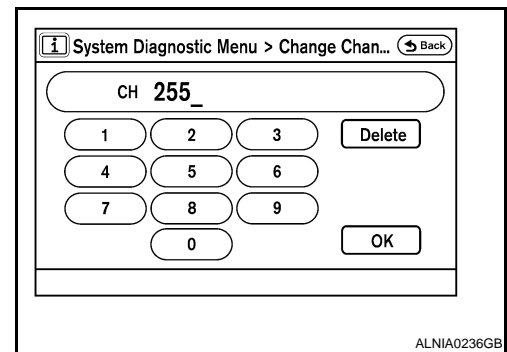 i System Diagnostic Menu > Change Chan... Back
CH 255_
1 2 3 Delete
4 5 6
7 8 9
0 OK
ALNIA0236GB